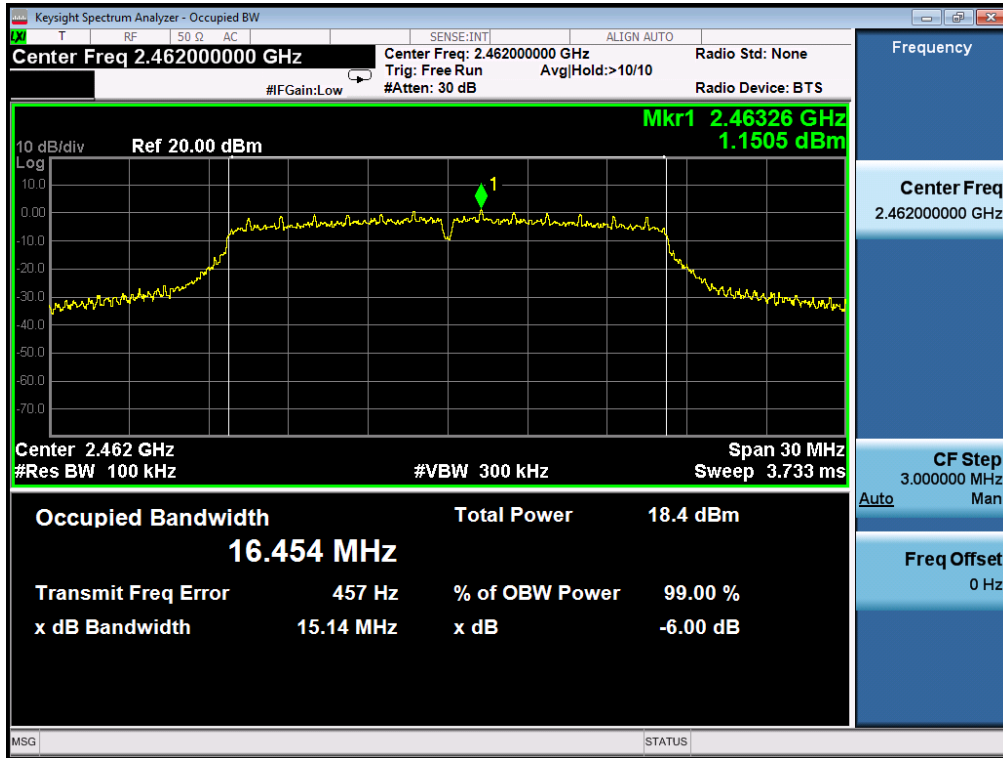 Keysight Spectrum Analyzer - Occupied BW
LXI T RF 50 Ω AC SENSE:INT ALIGN AUTO
Center Freq 2.462000000 GHz
Center Freq: 2.462000000 GHz
Radio Std: None
Trig: Free Run Avg|Hold:>10/10
#IFGain:Low
#Atten: 30 dB
Radio Device: BTS
Mkr1 2.46326 GHz
1.1505 dBm
10 dB/div Ref 20.00 dBm
Log
10.0
0.00
-10.0
-20.0
-30.0
-40.0
-50.0
-60.0
-70.0
1
Center 2.462 GHz Span 30 MHz
#Res BW 100 kHz #VBW 300 kHz Sweep 3.733 ms
Occupied Bandwidth
16.454 MHz
Total Power 18.4 dBm
Transmit Freq Error 457 Hz % of OBW Power 99.00 %
x dB Bandwidth 15.14 MHz x dB -6.00 dB
MSG STATUS
Frequency
Center Freq
2.462000000 GHz
CF Step
3.000000 MHz
Auto Man
Freq Offset
0 Hz